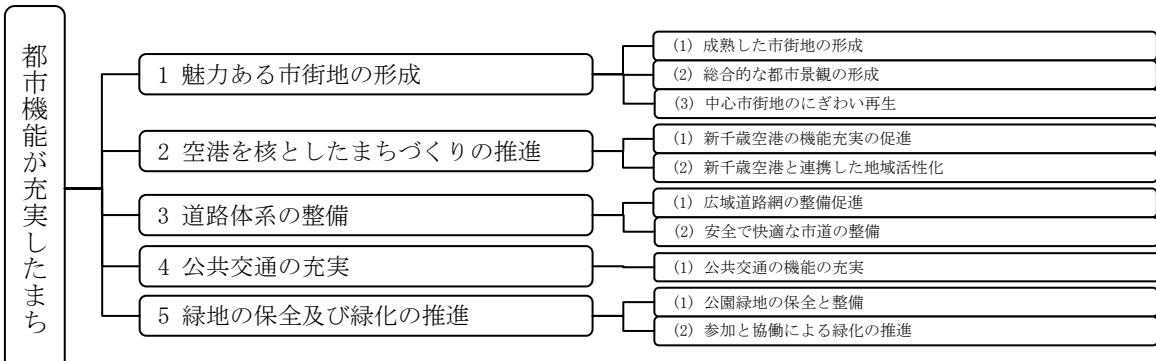 都市機能が充実したまち
1 魅力ある市街地の形成
(1) 成熟した市街地の形成
(2) 総合的な都市景観の形成
(3) 中心市街地のにぎわい再生
2 空港を核としたまちづくりの推進
(1) 新千歳空港の機能充実の促進
(2) 新千歳空港と連携した地域活性化
3 道路体系の整備
(1) 広域道路網の整備促進
(2) 安全で快適な市道の整備
4 公共交通の充実
(1) 公共交通の機能の充実
5 緑地の保全及び緑化の推進
(1) 公園緑地の保全と整備
(2) 参加と協働による緑化の推進